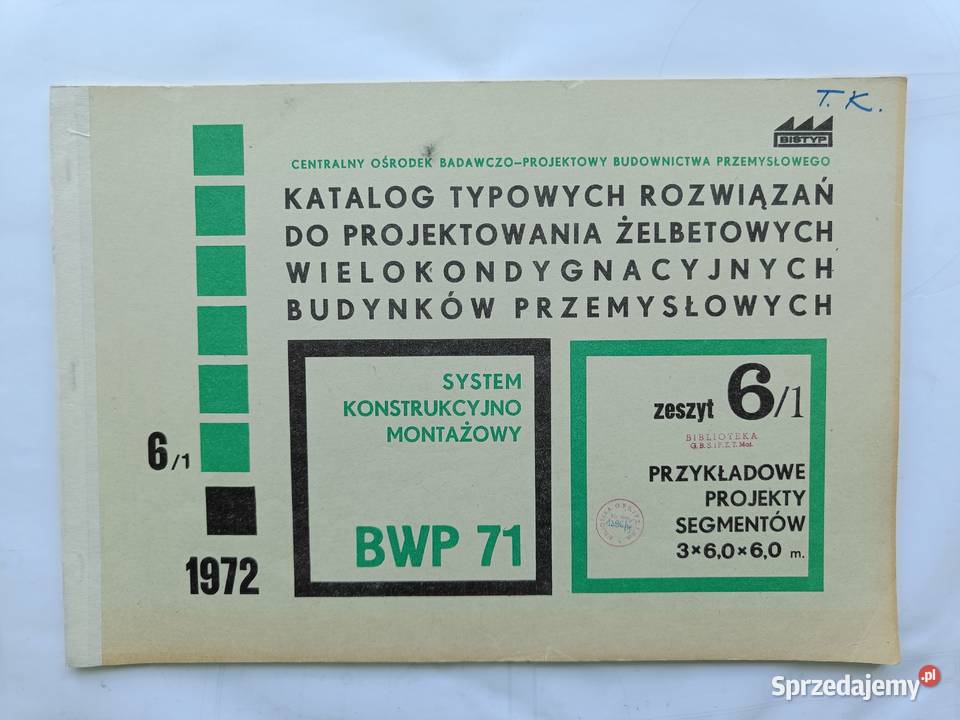 T. K.
BISTYP
CENTRALNY OŚRODEK BADAWCZO-PROJEKTOWY BUDOWNICTWA PRZEMYSŁOWEGO
KATALOG TYPOWYCH ROZWIĄZAŃ
DO PROJEKTOWANIA ŻELBETOWYCH
WIELOKONDYGNACYJNYCH
BUDYNKÓW PRZEMYSŁOWYCH
6/1
1972
SYSTEM
KONSTRUKCYJNO
MONTAŻOWY
BWP 71
zeszyt 6/1
BIBLIOTEKA
PRZYKŁADOWE
PROJEKTY
SEGMENTÓW
3×6,0×6,0 m.
Sprzedajemy.pl